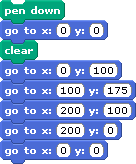 pen down
go to x: 0 y: 0
clear
go to x: 0 y: 100
go to x: 100 y: 175
go to x: 200 y: 100
go to x: 200 y: 0
go to x: 0 y: 0